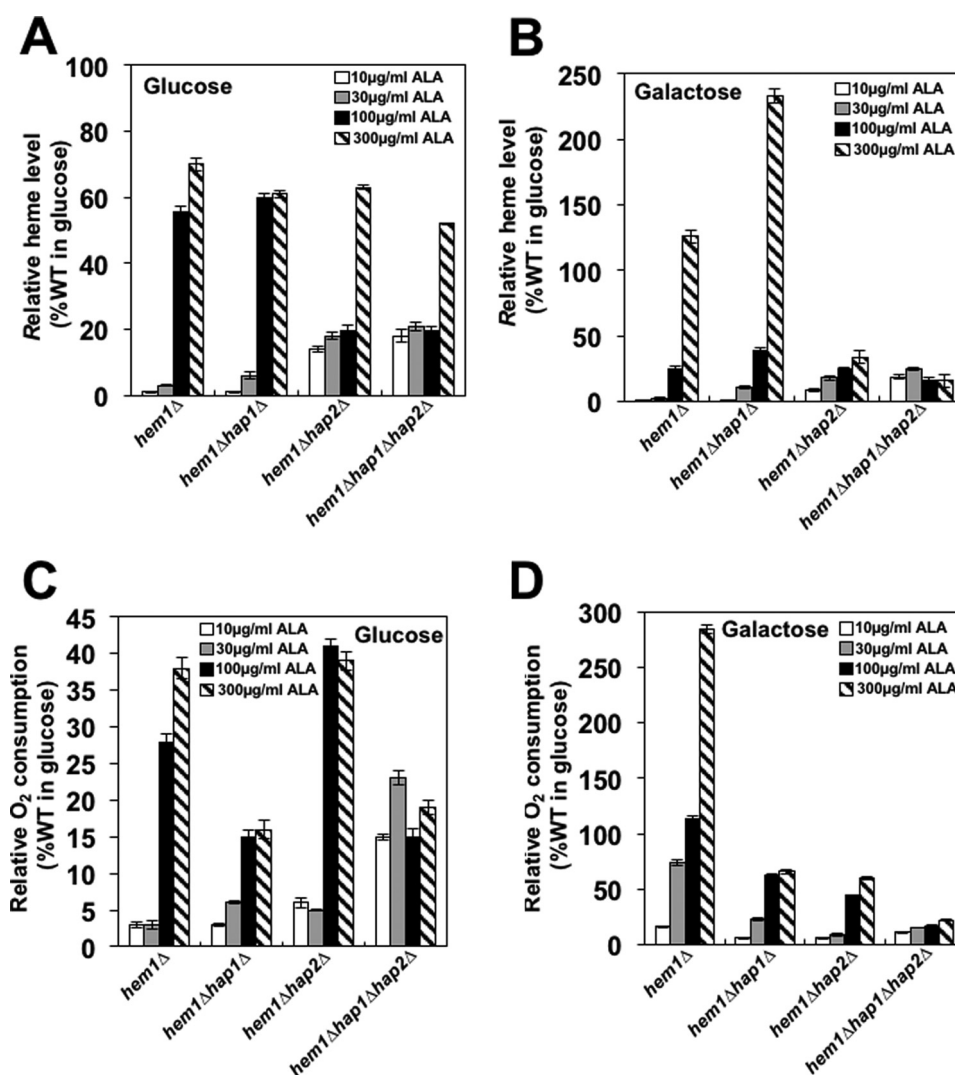 A
Relative heme level
(%WT in glucose)
100
80
60
40
20
0
Glucose
10µg/ml ALA
30µg/ml ALA
100µg/ml ALA
300µg/ml ALA
hem1Δ
hem1Δhap1Δ
hem1Δhap2Δ
hem1Δhap1Δhap2Δ
B
Relative heme level
(%WT in glucose)
250
200
150
100
50
0
Galactose
10µg/ml ALA
30µg/ml ALA
100µg/ml ALA
300µg/ml ALA
hem1Δ
hem1Δhap1Δ
hem1Δhap2Δ
hem1Δhap1Δhap2Δ
C
Relative O₂ consumption
(%WT in glucose)
45
40
35
30
25
20
15
10
5
0
Glucose
10µg/ml ALA
30µg/ml ALA
100µg/ml ALA
300µg/ml ALA
hem1Δ
hem1Δhap1Δ
hem1Δhap2Δ
hem1Δhap1Δhap2Δ
D
Relative O₂ consumption
(%WT in glucose)
300
250
200
150
100
50
0
Galactose
10µg/ml ALA
30µg/ml ALA
100µg/ml ALA
300µg/ml ALA
hem1Δ
hem1Δhap1Δ
hem1Δhap2Δ
hem1Δhap1Δhap2Δ